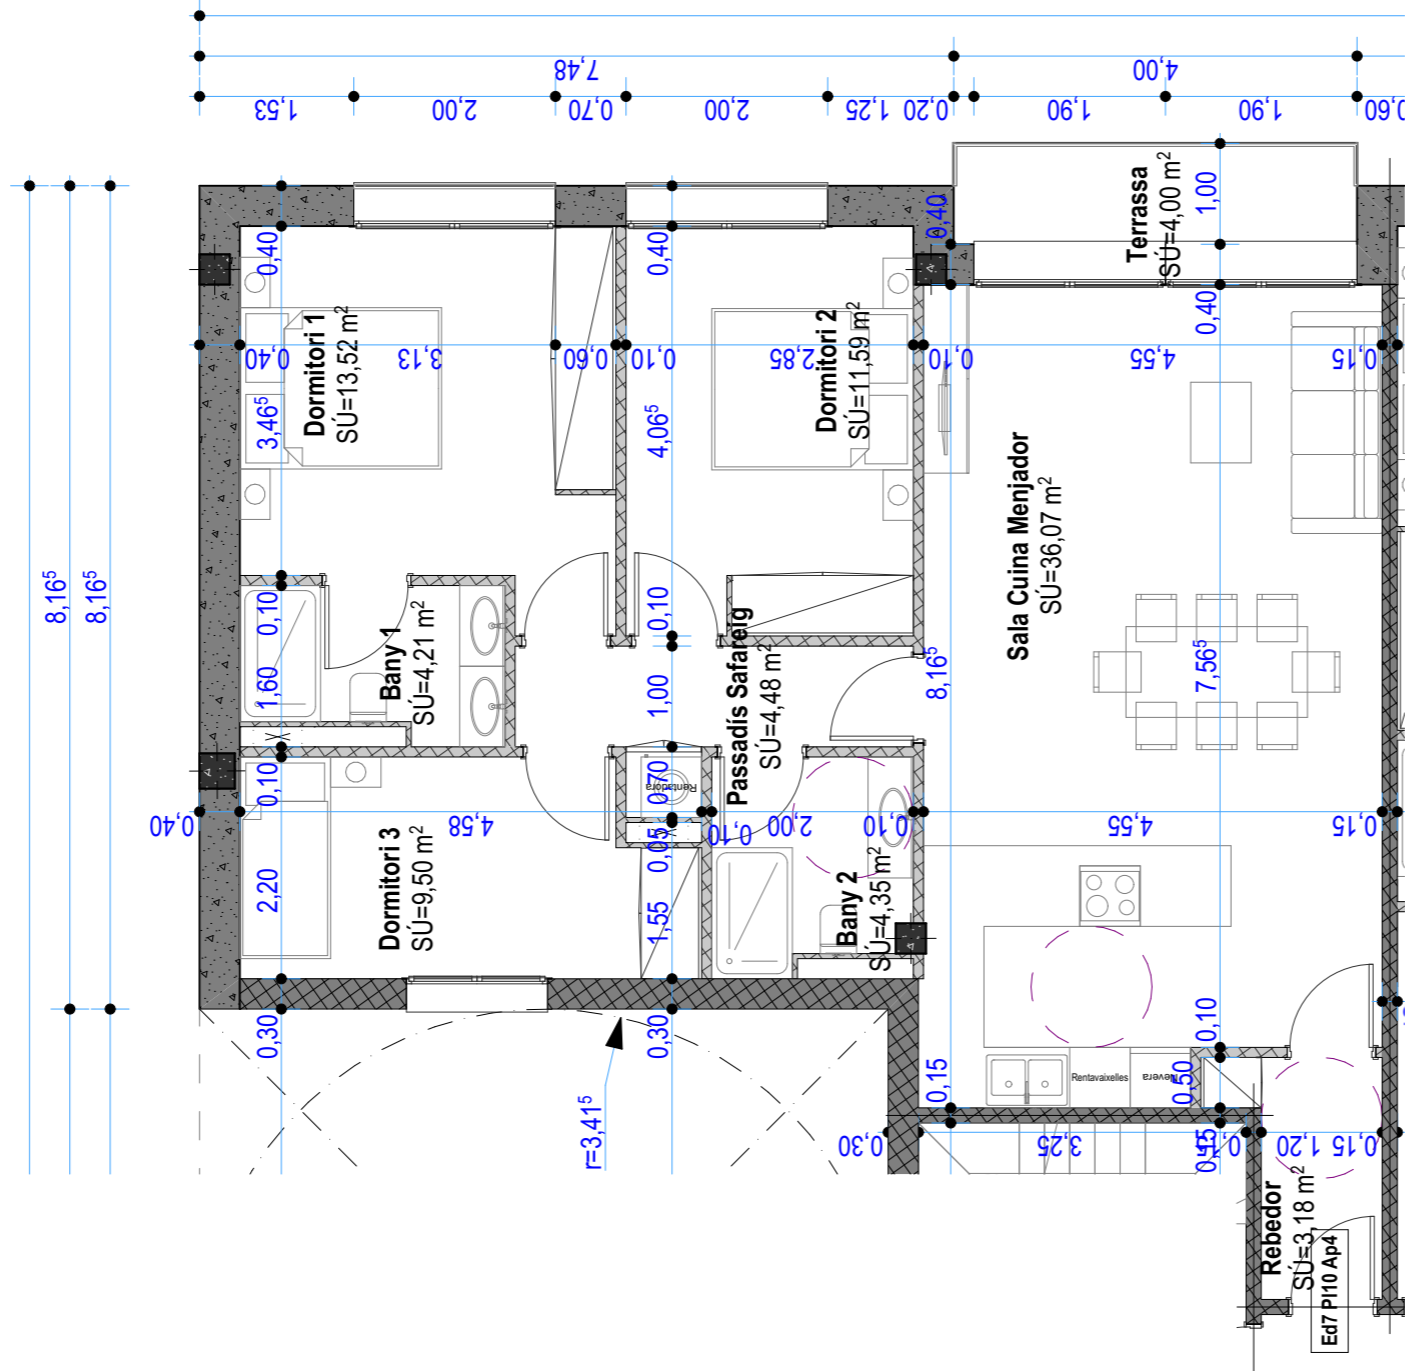 7,48
4,00
1,53
2,00
0,70
2,00
1,25
0,20
1,90
1,90
0,60
8,16⁵
8,16⁵
0,40
0,40
0,40
1,00
Terrassa
SÚ=4,00 m²
0,40
0,40
3,13
0,60
0,10
2,85
0,10
4,55
0,15
Dormitori 1
SÚ=13,52 m²
3,46⁵
4,06⁵
Dormitori 2
SÚ=11,59 m²
Sala Cuina Menjador
SÚ=36,07 m²
0,10
0,10
1,60
Bany 1
SÚ=4,21 m²
1,00
Passadís Safareig
SÚ=4,48 m²
8,16⁵
7,56⁵
0,10
0,70
Rentadora
0,40
4,58
0,05
0,10
2,00
0,10
4,55
0,15
2,20
Dormitori 3
SÚ=9,50 m²
1,55
Bany 2
SÚ=4,35 m²
0,30
0,30
0,10
0,15
Rentavaixelles
Nevera
0,50
r=3,41⁵
0,30
3,25
0,15
0,15
1,20
0,15
Rebedor
SÚ=3,18 m²
Ed7 Pl10 Ap4